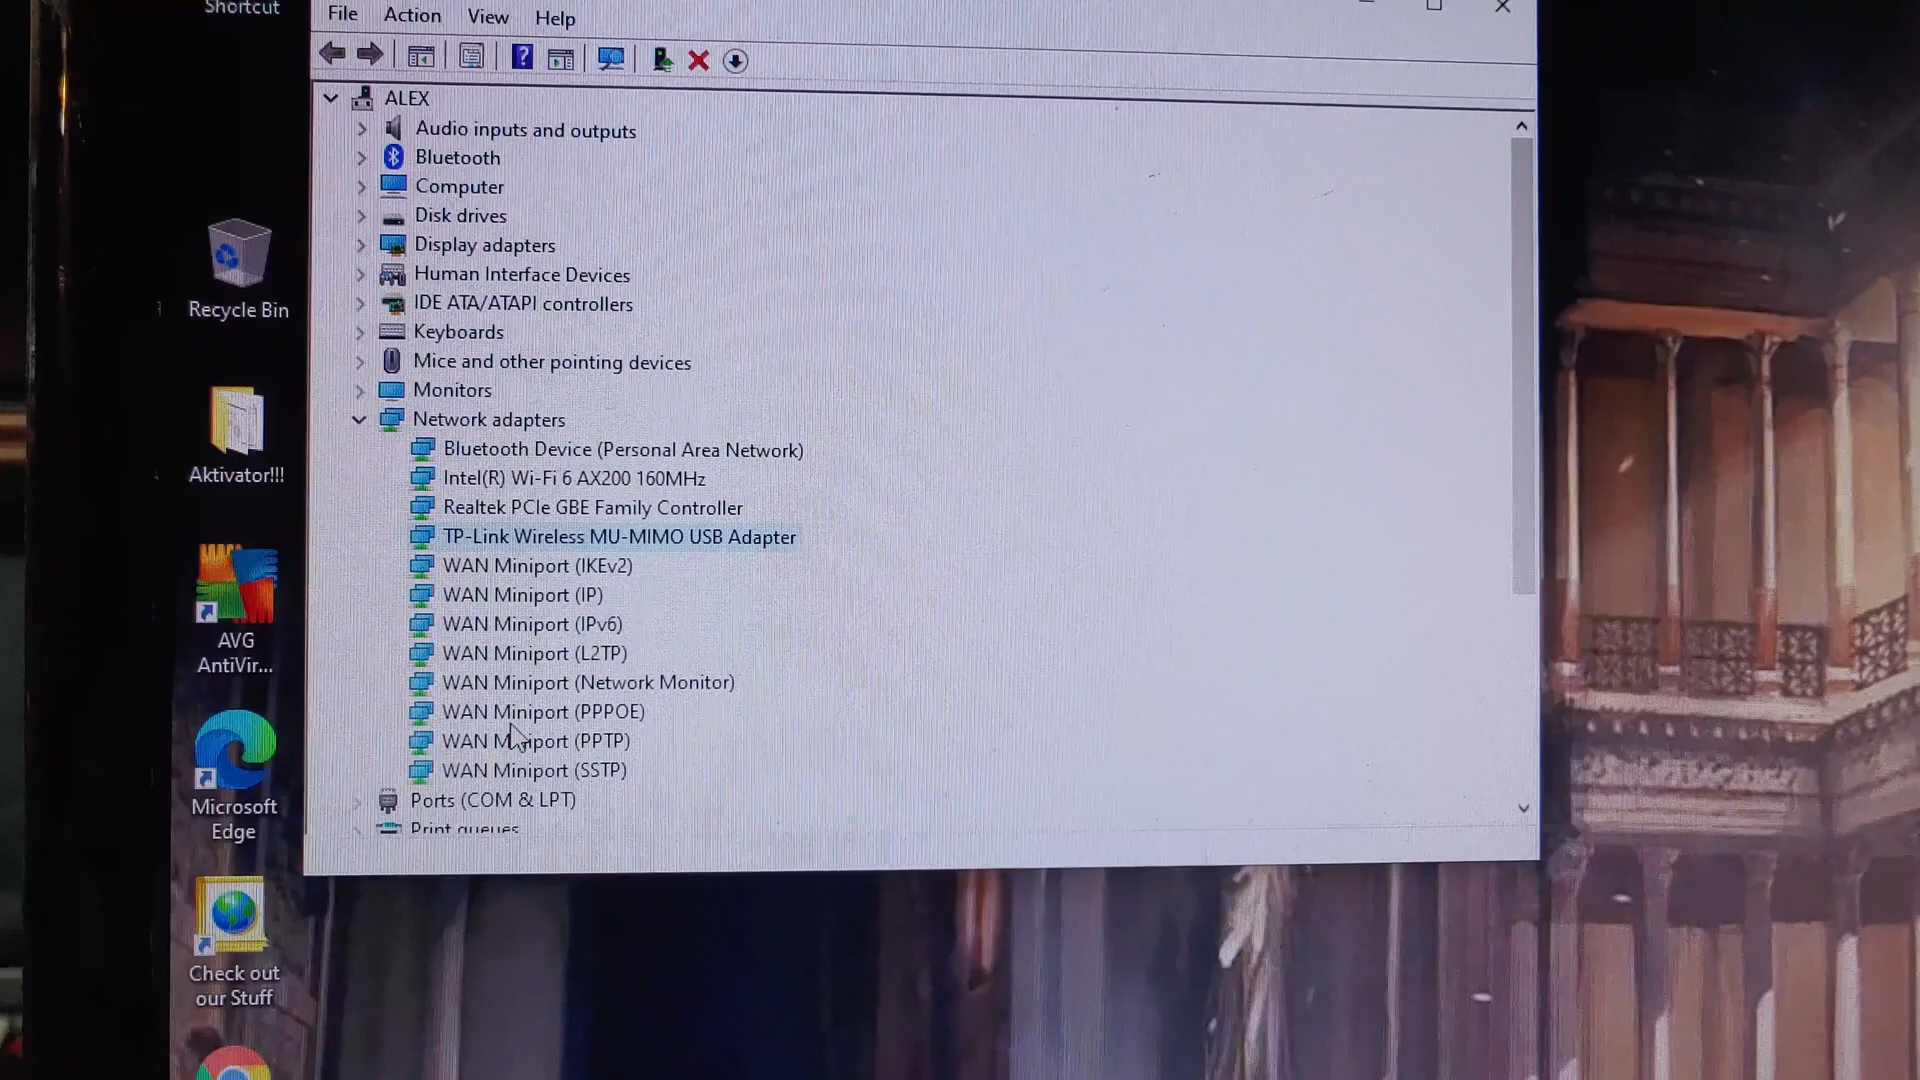 Shortcut
File Action View Help
ALEX
Audio inputs and outputs
Bluetooth
Computer
Disk drives
Display adapters
Human Interface Devices
IDE ATA/ATAPI controllers
Keyboards
Mice and other pointing devices
Monitors
Network adapters
Bluetooth Device (Personal Area Network)
Intel(R) Wi-Fi 6 AX200 160MHz
Realtek PCIe GBE Family Controller
TP-Link Wireless MU-MIMO USB Adapter
WAN Miniport (IKEv2)
WAN Miniport (IP)
WAN Miniport (IPv6)
WAN Miniport (L2TP)
WAN Miniport (Network Monitor)
WAN Miniport (PPPOE)
WAN Miniport (PPTP)
WAN Miniport (SSTP)
Ports (COM & LPT)
Print queues
Recycle Bin
Aktivator!!!
AVG
AntiVir...
Microsoft
Edge
Check out
our Stuff